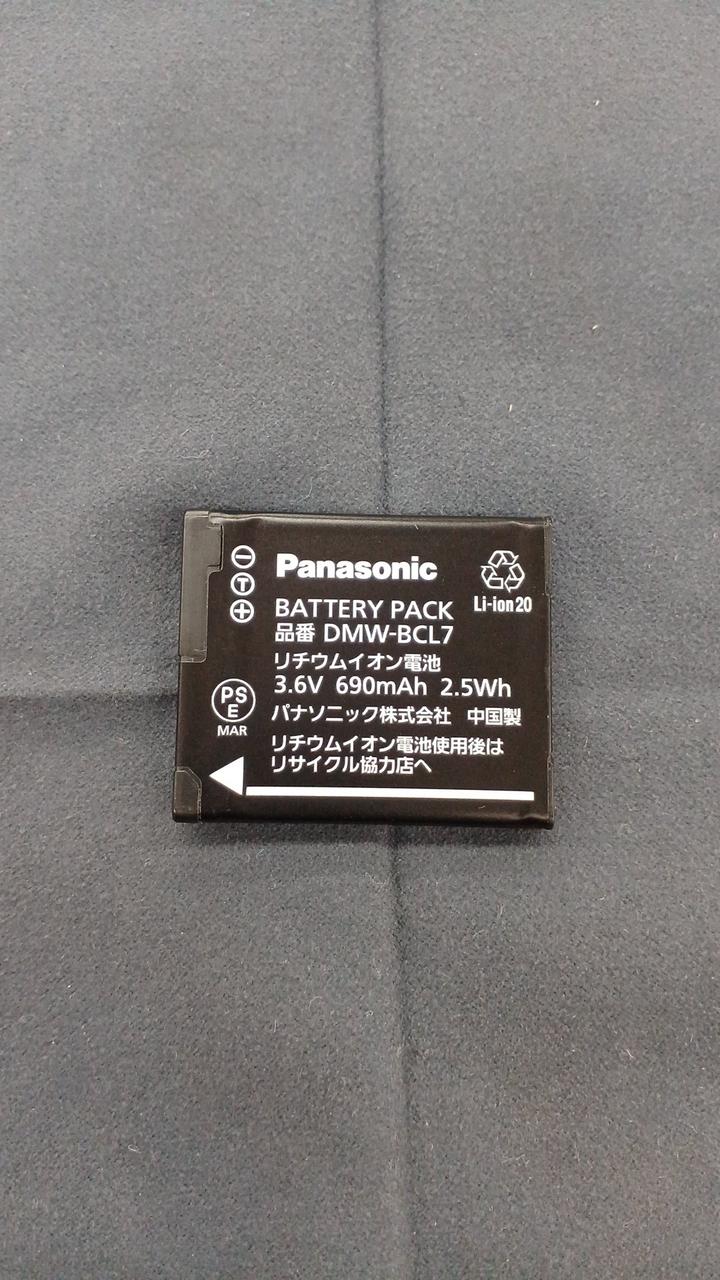 Panasonic
Li-ion20
BATTERY PACK
品番 DMW-BCL7
リチウムイオン電池
3.6V 690mAh 2.5Wh
パナソニック株式会社 中国製
リチウムイオン電池使用後は
リサイクル協力店へ
T
PS
E
MAR